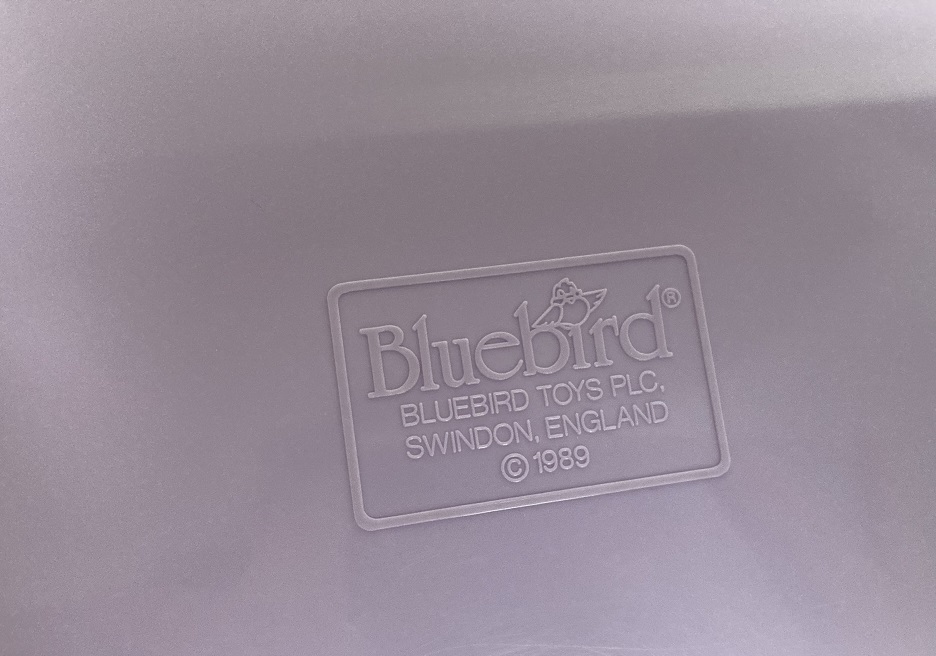 Bluebird®
BLUEBIRD TOYS PLC,
SWINDON, ENGLAND
© 1989